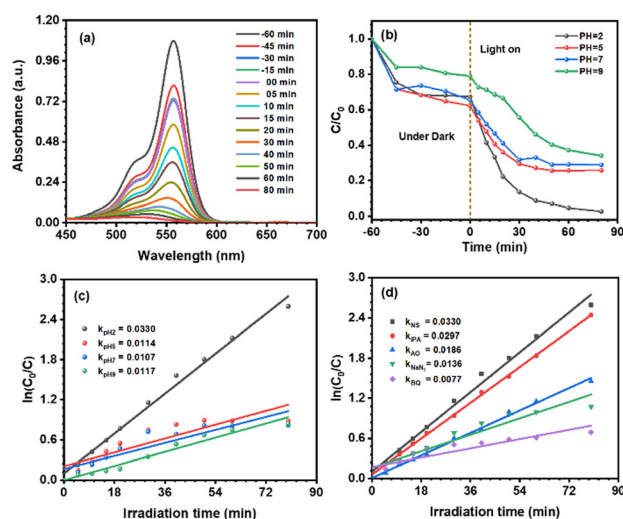 (a)
-60 min
-45 min
-30 min
-15 min
00 min
05 min
10 min
15 min
20 min
30 min
40 min
50 min
60 min
80 min
Absorbance (a.u.)
1.20
0.96
0.72
0.48
0.24
0.00
450 500 550 600 650 700
Wavelength (nm)
(b)
Light on
Under Dark
PH=2
PH=5
PH=7
PH=9
C/C₀
1.0
0.8
0.6
0.4
0.2
0.0
-60 -30 0 30 60 90
Time (min)
(c)
kpH2 = 0.0330
kpH5 = 0.0114
kpH7 = 0.0107
kpH9 = 0.0117
ln(C₀/C)
3.0
2.4
1.8
1.2
0.6
0.0
0 18 36 54 72 90
Irradiation time (min)
(d)
kNS = 0.0330
kIPA = 0.0297
kAO = 0.0186
kNaN₃ = 0.0136
kBQ = 0.0077
ln(C₀/C)
3.0
2.4
1.8
1.2
0.6
0.0
0 18 36 54 72 90
Irradiation time (min)